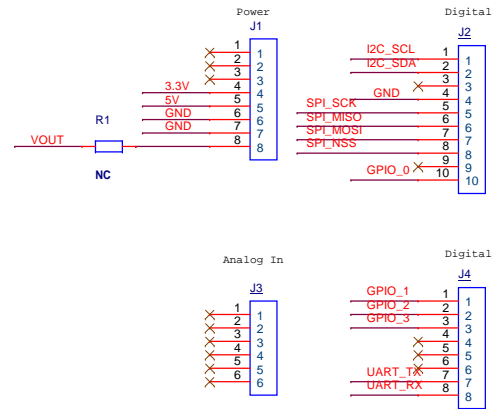 Power
J1
1 1
2 2
3 3
3.3V 4 4
5V 5 5
GND 6 6
GND 7 7
VOUT R1 NC 8 8
Digital
J2
I2C_SCL 1 1
I2C_SDA 2 2
3 3
GND 4 4
SPI_SCK 5 5
SPI_MISO 6 6
SPI_MOSI 7 7
SPI_NSS 8 8
9 9
GPIO_0 10 10
Analog In
J3
1 1
2 2
3 3
4 4
5 5
6 6
Digital
J4
GPIO_1 1 1
GPIO_2 2 2
GPIO_3 3 3
4 4
5 5
6 6
UART_TX 7 7
UART_RX 8 8